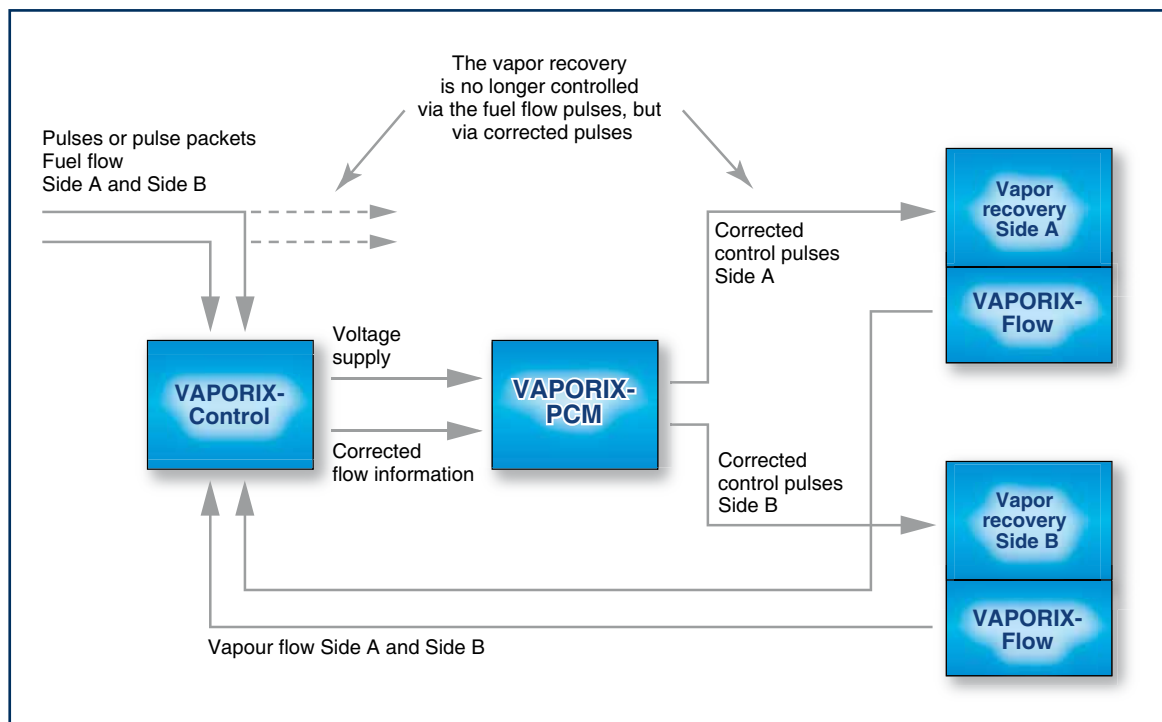 The vapor recovery
is no longer controlled
via the fuel flow pulses, but
via corrected pulses
Pulses or pulse packets
Fuel flow
Side A and Side B
Vapor
recovery
Side A
VAPORIX-
Flow
Corrected
control pulses
Side A
Voltage
supply
VAPORIX-
Control
VAPORIX-
PCM
Corrected
flow information
Corrected
control pulses
Side B
Vapor
recovery
Side B
VAPORIX-
Flow
Vapour flow Side A and Side B